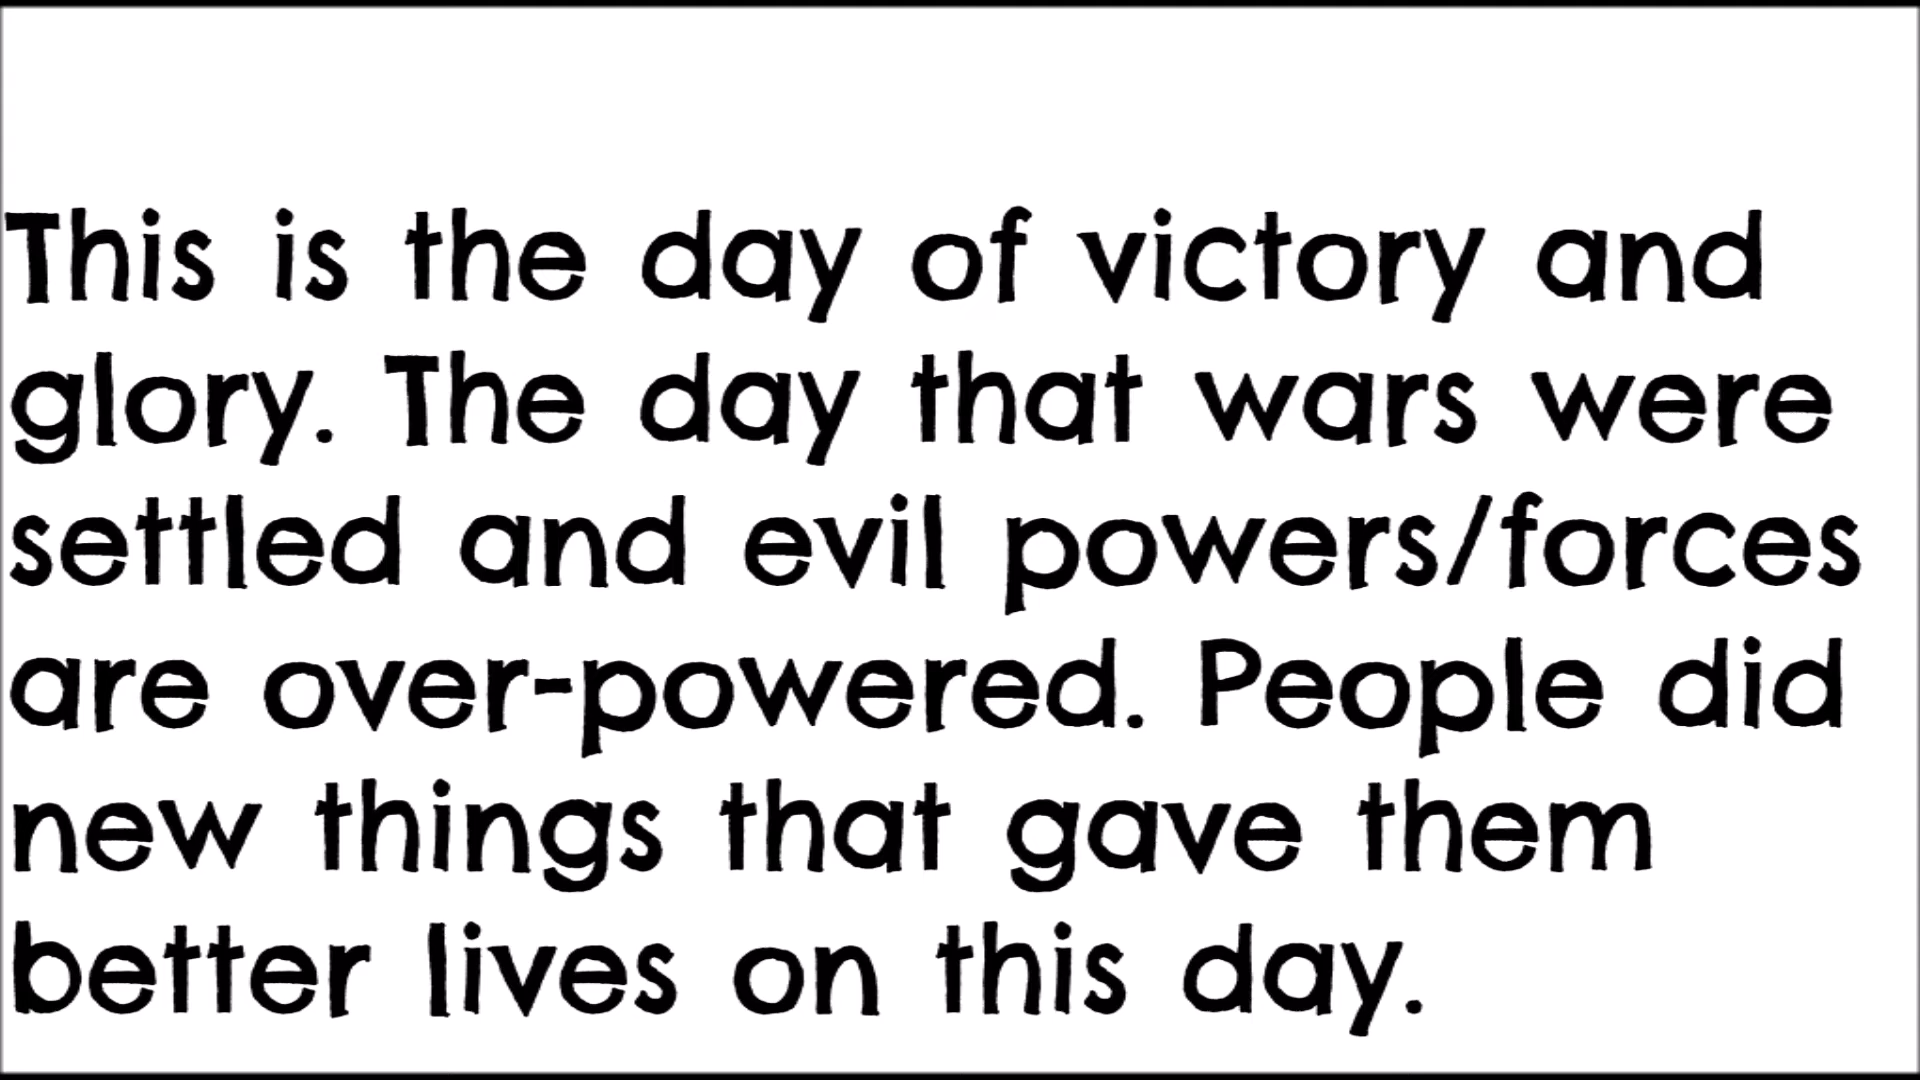 This is the day of victory and
glory. The day that wars were
settled and evil powers/forces
are over-powered. People did
new things that gave them
better lives on this day.